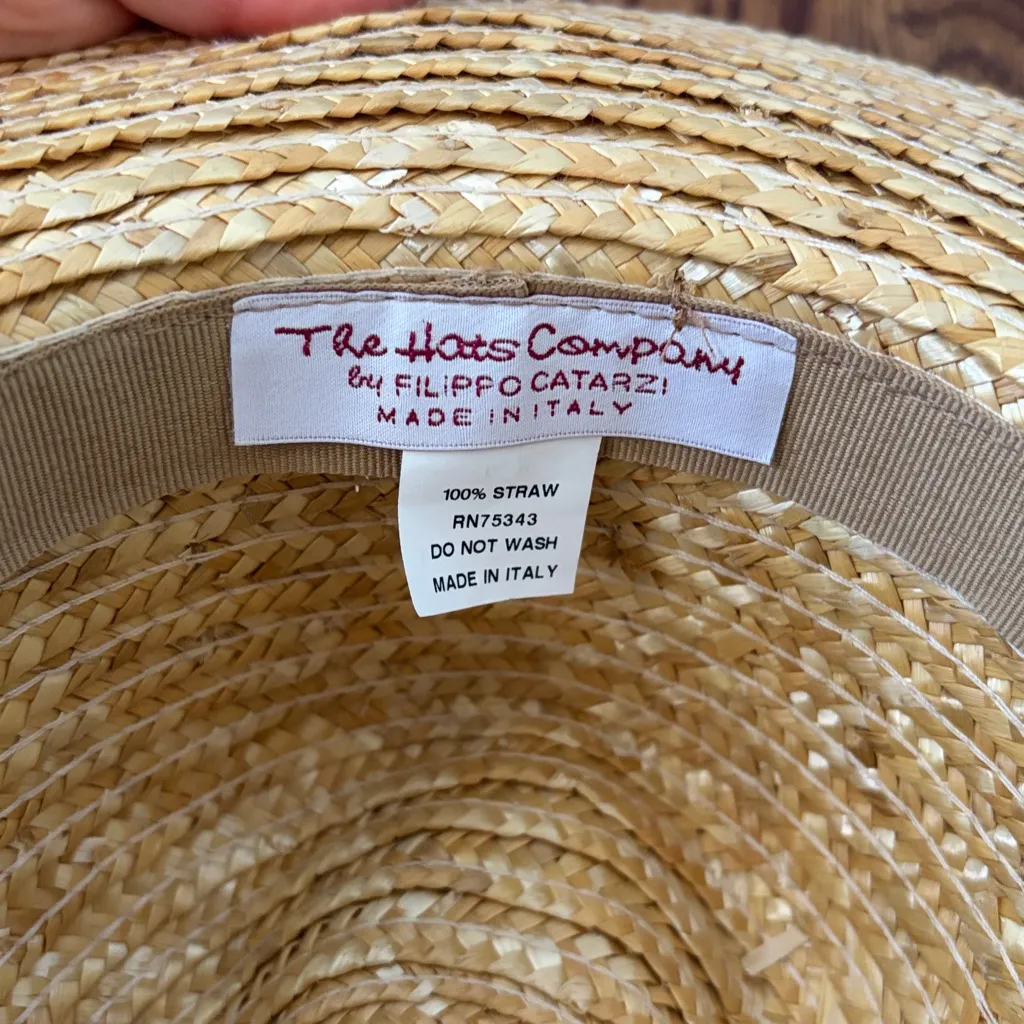 The Hats Company
by FILIPPO CATARZI
MADE IN ITALY
100% STRAW
RN75343
DO NOT WASH
MADE IN ITALY